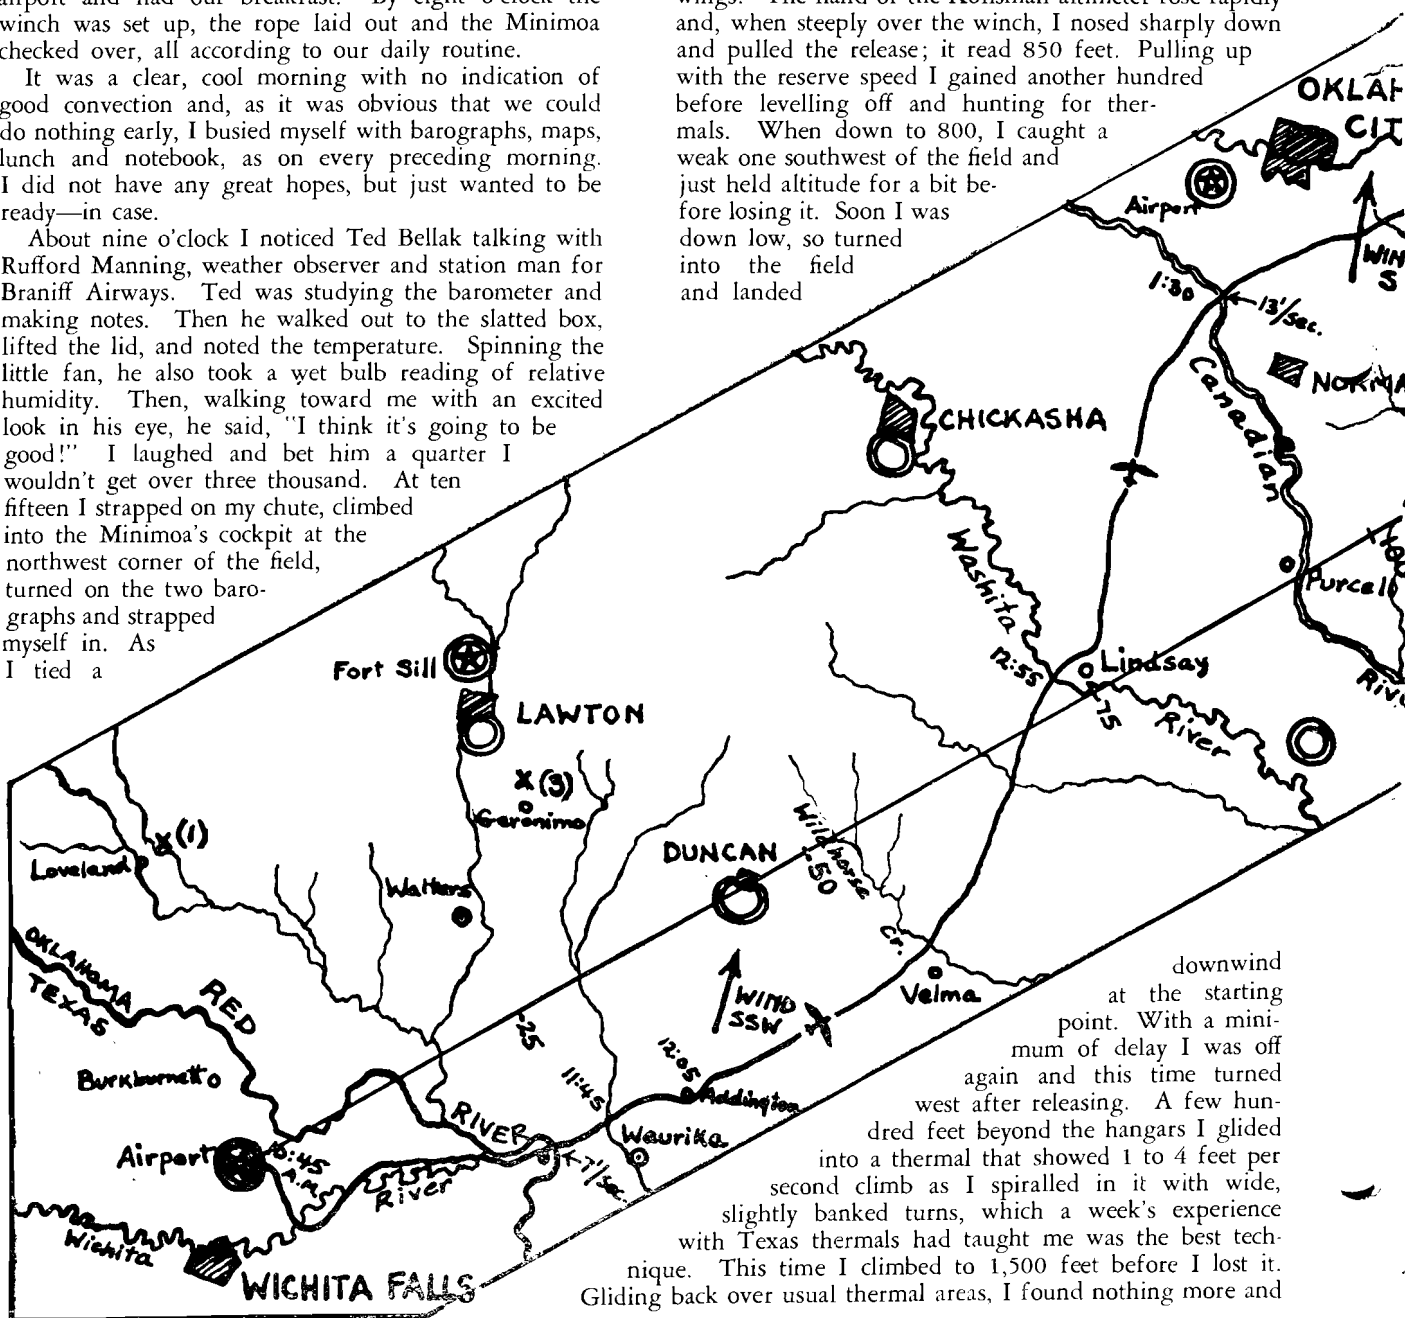 airport and had our breakfast. By eight o'clock the
winch was set up, the rope laid out and the Minimoa
checked over, all according to our daily routine.
It was a clear, cool morning with no indication of
good convection and, as it was obvious that we could
do nothing early, I busied myself with barographs, maps,
lunch and notebook, as on every preceding morning.
I did not have any great hopes, but just wanted to be
ready—in case.
About nine o'clock I noticed Ted Bellak talking with
Rufford Manning, weather observer and station man for
Braniff Airways. Ted was studying the barometer and
making notes. Then he walked out to the slatted box,
lifted the lid, and noted the temperature. Spinning the
little fan, he also took a wet bulb reading of relative
humidity. Then, walking toward me with an excited
look in his eye, he said, "I think it's going to be
good!" I laughed and bet him a quarter I
wouldn't get over three thousand. At ten
fifteen I strapped on my chute, climbed
into the Minimoa's cockpit at the
northwest corner of the field,
turned on the two baro-
graphs and strapped
myself in. As
I tied a
wings. The hand of the Kollsman altimeter rose rapidly
and, when steeply over the winch, I nosed sharply down
and pulled the release; it read 850 feet. Pulling up
with the reserve speed I gained another hundred
before levelling off and hunting for ther-
mals. When down to 800, I caught a
weak one southwest of the field and
just held altitude for a bit be-
fore losing it. Soon I was
down low, so turned
into the field
and landed
OKLAH
CIT
Airport
WIN
S
1:30
13'/sec.
Canadian
NORMA
CHICKASHA
Washita
Purcell
100
12:55
Lindsay
75
River
Rive
Fort Sill
LAWTON
x (3)
Geronimo
x (1)
Loveland
Walters
DUNCAN
Wildhorse
50
Cr.
Velma
OKLAHOMA
TEXAS
RED
WIND
SSW
25
12:05
11:45
Addington
Burkburnett
RIVER
Waurika
Airport
A.M.
7'/sec.
River
Wichita
WICHITA FALLS
downwind
at the starting
point. With a mini-
mum of delay I was off
again and this time turned
west after releasing. A few hun-
dred feet beyond the hangars I glided
into a thermal that showed 1 to 4 feet per
second climb as I spiralled in it with wide,
slightly banked turns, which a week's experience
with Texas thermals had taught me was the best tech-
nique. This time I climbed to 1,500 feet before I lost it.
Gliding back over usual thermal areas, I found nothing more and